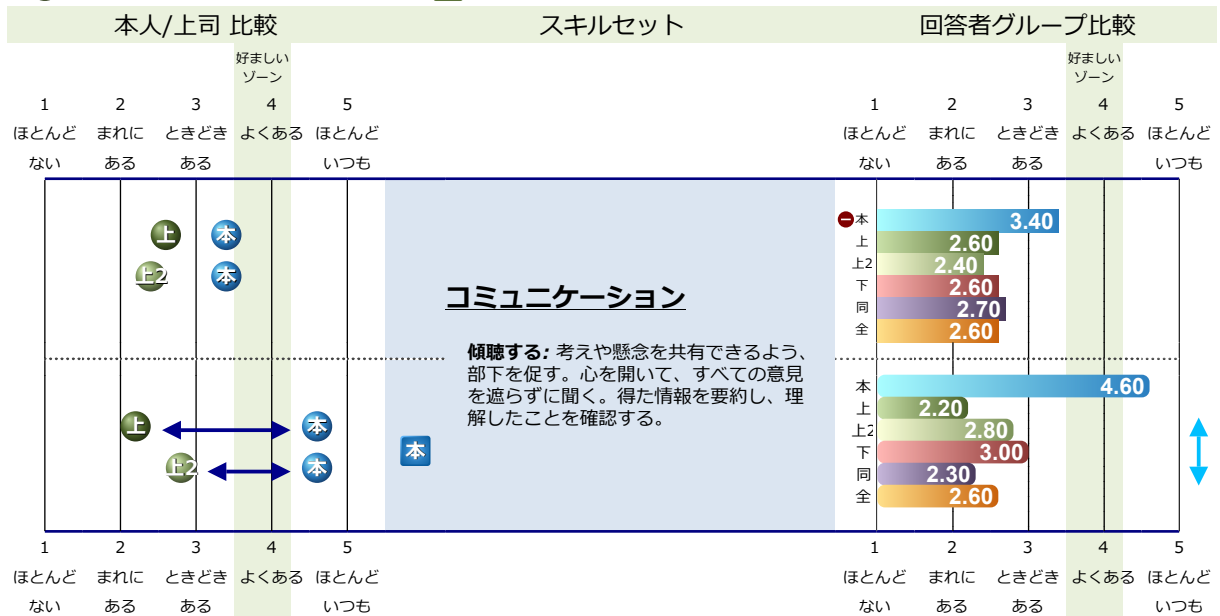 本人/上司 比較
スキルセット
回答者グループ比較
好ましい
ゾーン
好ましい
ゾーン
1 2 3 4 5
ほとんど まれに ときどき よくある ほとんど
ない ある ある いつも
1 2 3 4 5
ほとんど まれに ときどき よくある ほとんど
ない ある ある いつも
上 本
上2 本
上 本
上2 本
コミュニケーション
傾聴する: 考えや懸念を共有できるよう、
部下を促す。心を開いて、すべての意見
を遮らずに聞く。得た情報を要約し、理
解したことを確認する。
本
本 3.40
上 2.60
上2 2.40
下 2.60
同 2.70
全 2.60
本 4.60
上 2.20
上2 2.80
下 3.00
同 2.30
全 2.60
1 2 3 4 5
ほとんど まれに ときどき よくある ほとんど
ない ある ある いつも
1 2 3 4 5
ほとんど まれに ときどき よくある ほとんど
ない ある ある いつも